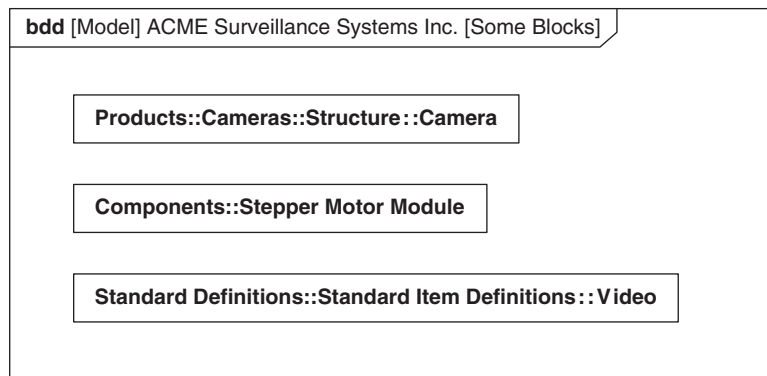 bdd [Model] ACME Surveillance Systems Inc. [Some Blocks]
Products::Cameras::Structure::Camera
Components::Stepper Motor Module
Standard Definitions::Standard Item Definitions::Video